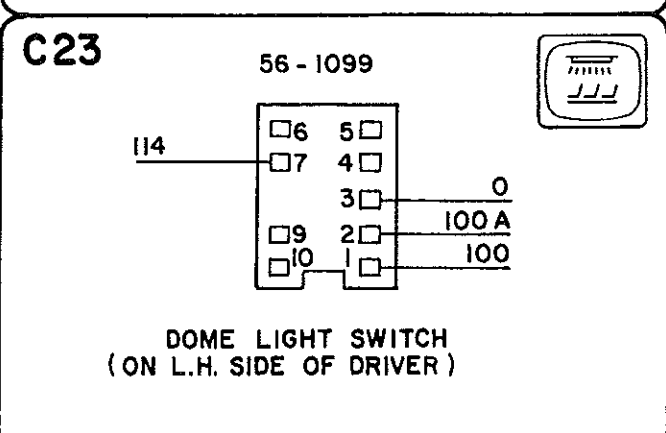 C23
56-1099
6 5
114
7 4
3 0
9 2 100 A
10 1 100
DOME LIGHT SWITCH
(ON L.H. SIDE OF DRIVER)